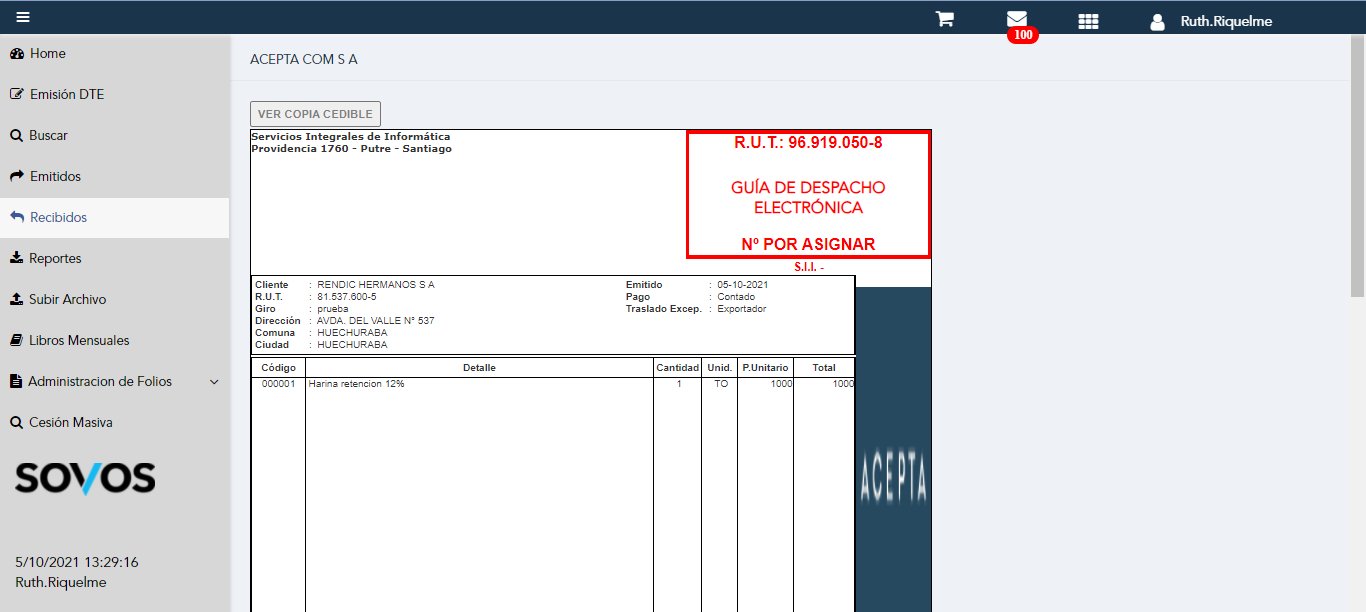 Ruth.Riquelme
100
Home
Emisión DTE
Buscar
Emitidos
Recibidos
Reportes
Subir Archivo
Libros Mensuales
Administracion de Folios
Cesión Masiva
SOVOS
5/10/2021 13:29:16
Ruth.Riquelme
ACEPTA COM S A
VER COPIA CEDIBLE
Servicios Integrales de Informática
Providencia 1760 - Putre - Santiago
R.U.T.: 96.919.050-8
GUÍA DE DESPACHO
ELECTRÓNICA
Nº POR ASIGNAR
S.I.I. -
Cliente : RENDIC HERMANOS S A Emitido : 05-10-2021
R.U.T. : 81.537.600-5 Pago : Contado
Giro : prueba Traslado Excep. : Exportador
Dirección : AVDA. DEL VALLE N° 537
Comuna : HUECHURABA
Ciudad : HUECHURABA
Código Detalle Cantidad Unid. P.Unitario Total
000001 Harina retencion 12% 1 TO 1000 1000
ACEPTA